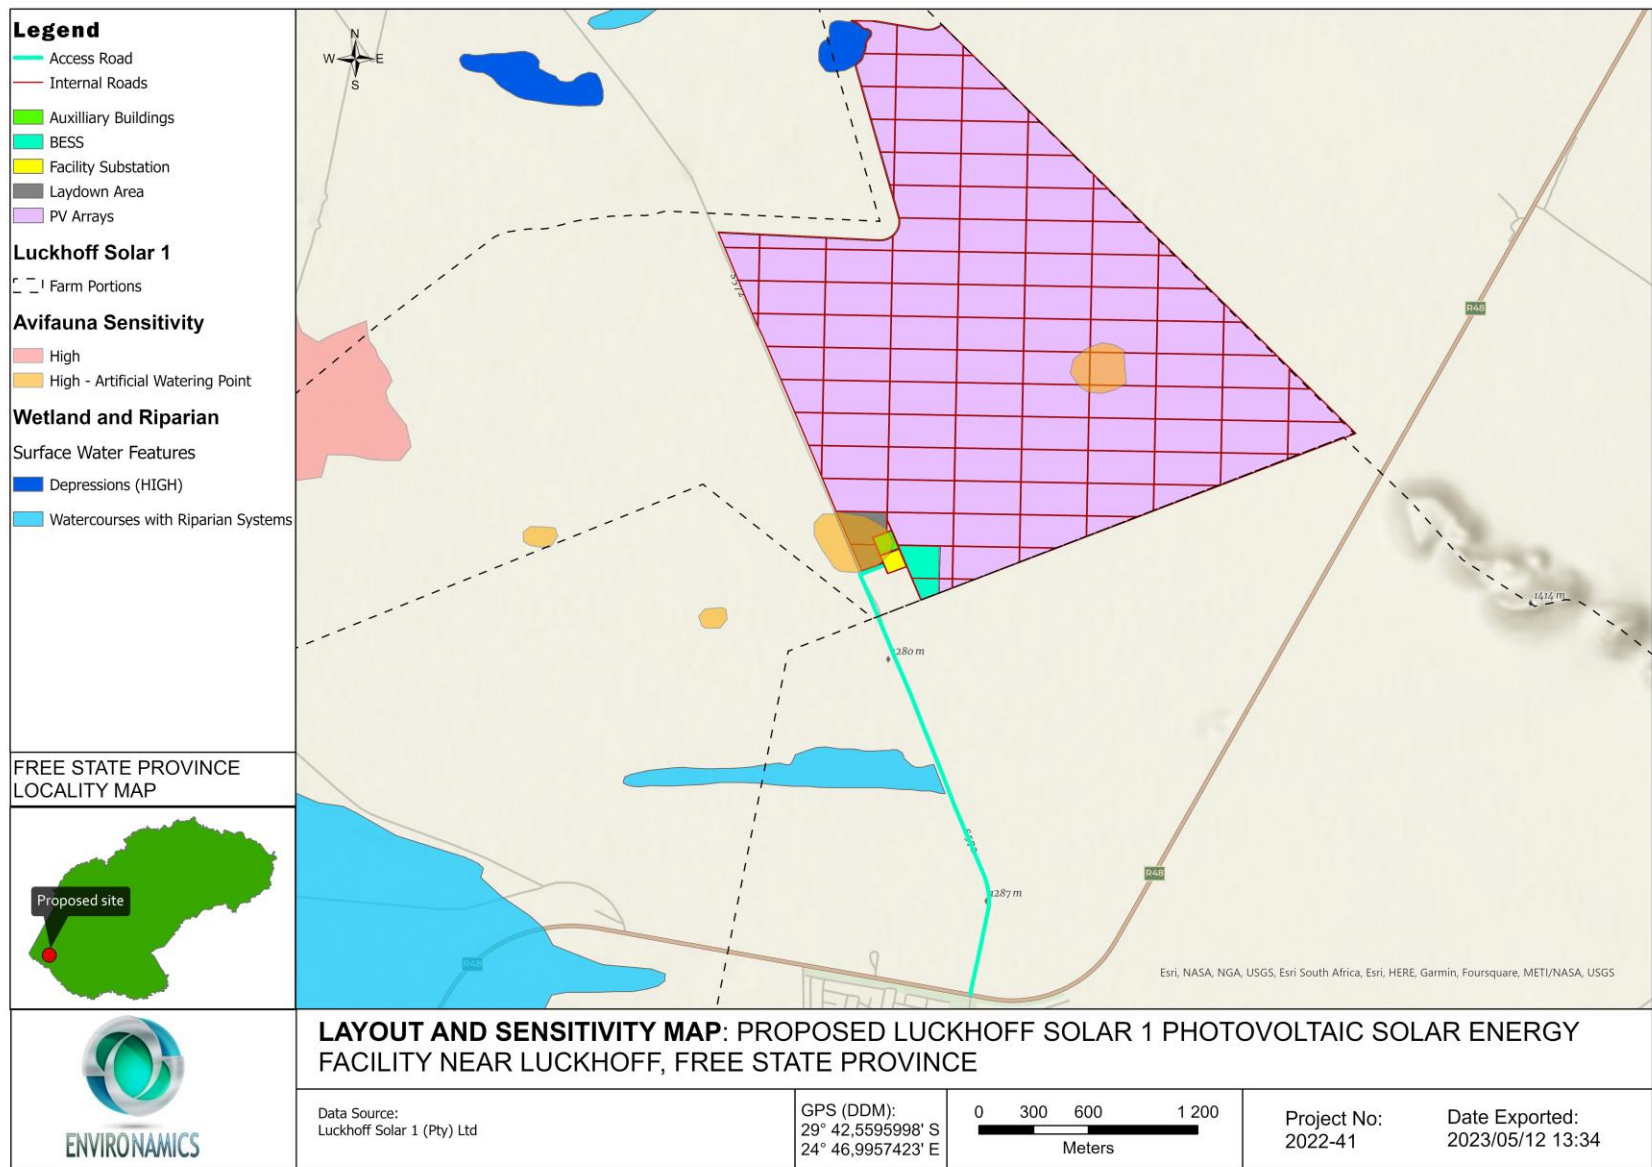 Legend
Access Road
Internal Roads
Auxilliary Buildings
BESS
Facility Substation
Laydown Area
PV Arrays
Luckhoff Solar 1
Farm Portions
Avifauna Sensitivity
High
High - Artificial Watering Point
Wetland and Riparian
Surface Water Features
Depressions (HIGH)
Watercourses with Riparian Systems
N
W E
S
R48
1414 m
1280 m
1287 m
R48
R48
Esri, NASA, NGA, USGS, Esri South Africa, Esri, HERE, Garmin, Foursquare, METI/NASA, USGS
FREE STATE PROVINCE
LOCALITY MAP
Proposed site
ENVIRONAMICS
LAYOUT AND SENSITIVITY MAP: PROPOSED LUCKHOFF SOLAR 1 PHOTOVOLTAIC SOLAR ENERGY
FACILITY NEAR LUCKHOFF, FREE STATE PROVINCE
Data Source:
Luckhoff Solar 1 (Pty) Ltd
GPS (DDM):
29° 42,5595998' S
24° 46,9957423' E
0 300 600 1 200
Meters
Project No:
2022-41
Date Exported:
2023/05/12 13:34